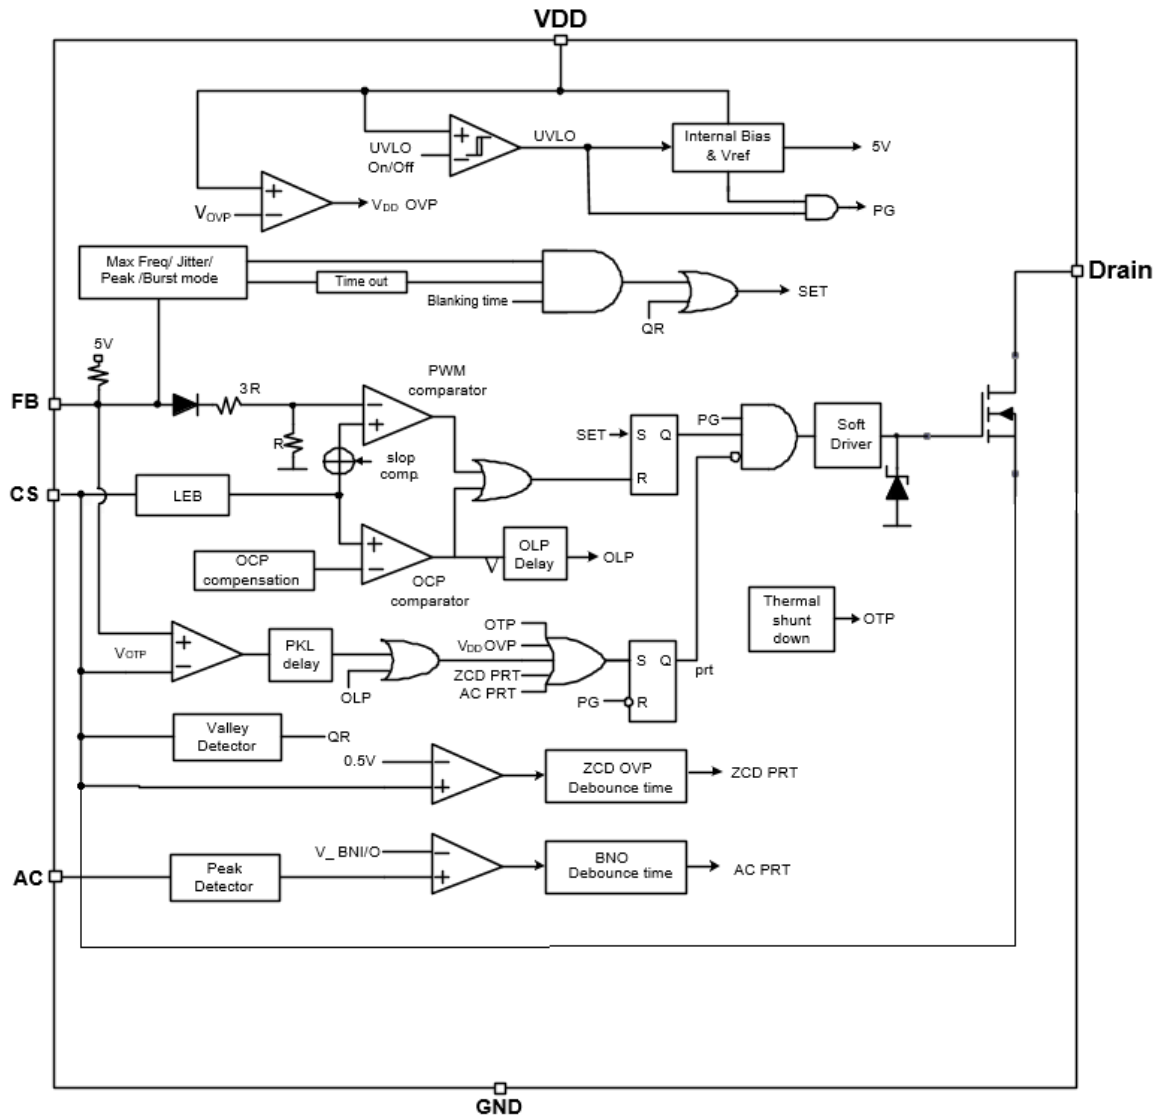 VDD
UVLO
On/Off
UVLO
Internal Bias
& Vref
5V
VOVP
VDD OVP
PG
Max Freq/ Jitter/
Peak /Burst mode
Time out
Blanking time
QR
SET
Drain
5V
FB
3R
R
PWM
comparator
slop
comp.
SET
S Q
R
PG
Soft
Driver
CS
LEB
OCP
compensation
OCP
comparator
OLP
Delay
OLP
Thermal
shunt
down
OTP
VOTP
PKL
delay
OLP
OTP
VDD OVP
ZCD PRT
AC PRT
PG
S Q
R
prt
Valley
Detector
QR
0.5V
ZCD OVP
Debounce time
ZCD PRT
AC
Peak
Detector
V_ BNI/O
BNO
Debounce time
AC PRT
GND